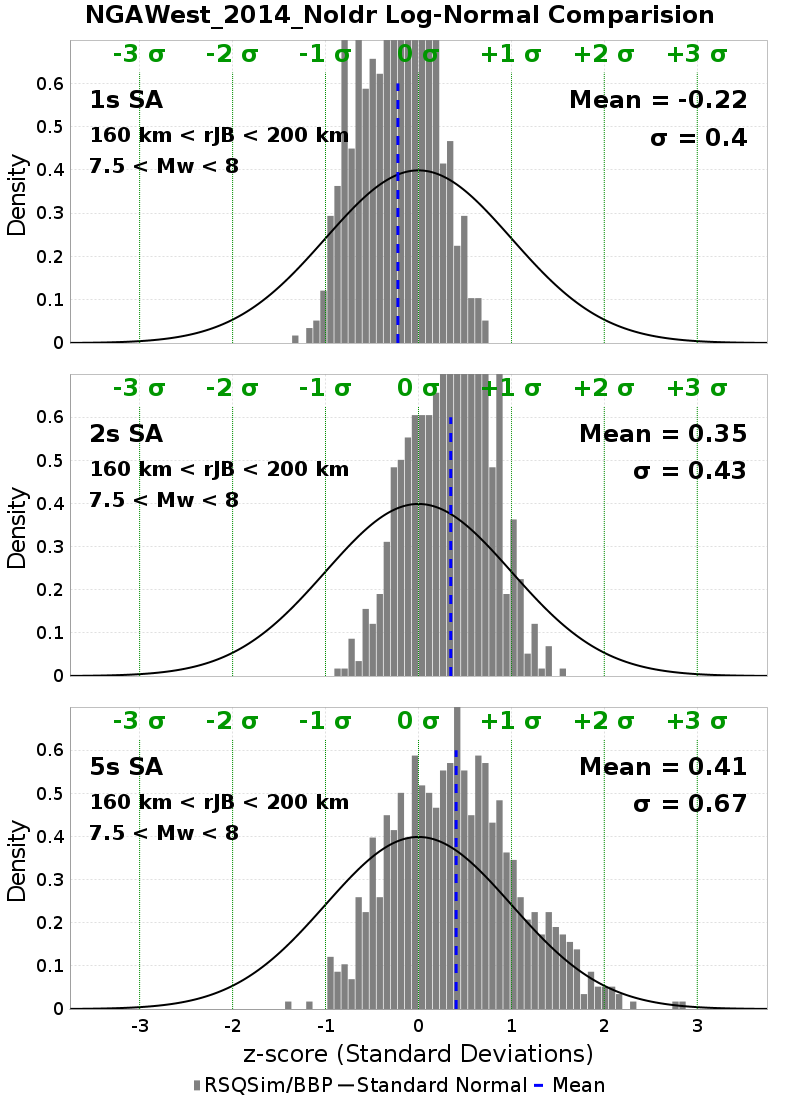 NGAWest_2014_NoIdr Log-Normal Comparision
-3 σ -2 σ -1 σ 0 σ +1 σ +2 σ +3 σ
0.6
1s SA Mean = -0.22
0.5
160 km < rJB < 200 km σ = 0.4
7.5 < Mw < 8
0.4
0.3
0.2
0.1
0
Density
-3 σ -2 σ -1 σ 0 σ +1 σ +2 σ +3 σ
0.6
2s SA Mean = 0.35
0.5
160 km < rJB < 200 km σ = 0.43
7.5 < Mw < 8
0.4
0.3
0.2
0.1
0
Density
-3 σ -2 σ -1 σ 0 σ +1 σ +2 σ +3 σ
0.6
5s SA Mean = 0.41
0.5
160 km < rJB < 200 km σ = 0.67
7.5 < Mw < 8
0.4
0.3
0.2
0.1
0
Density
-3 -2 -1 0 1 2 3
z-score (Standard Deviations)
RSQSim/BBP Standard Normal Mean